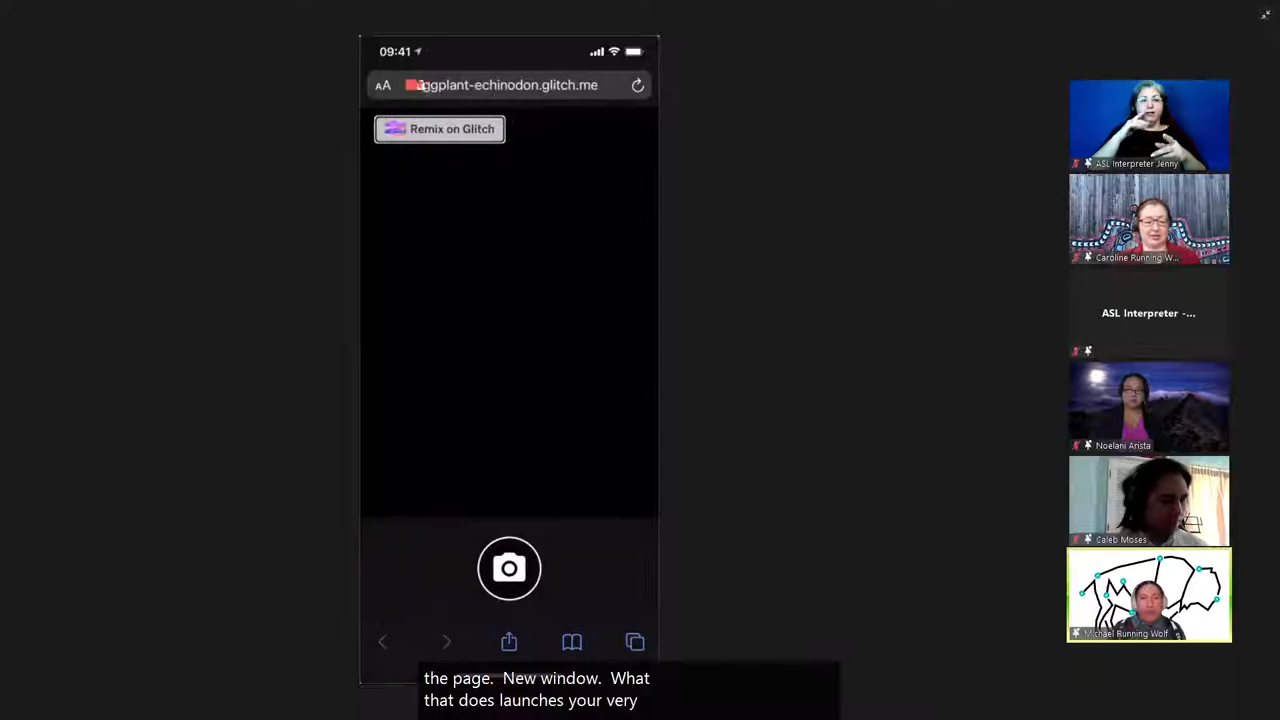 09:41
AA ggplant-echinodon.glitch.me
Remix on Glitch
the page. New window. What
that does launches your very
ASL Interpreter Jenny
Caroline Running W...
ASL Interpreter -...
Noelani Arista
Caleb Moses
Michael Running Wolf